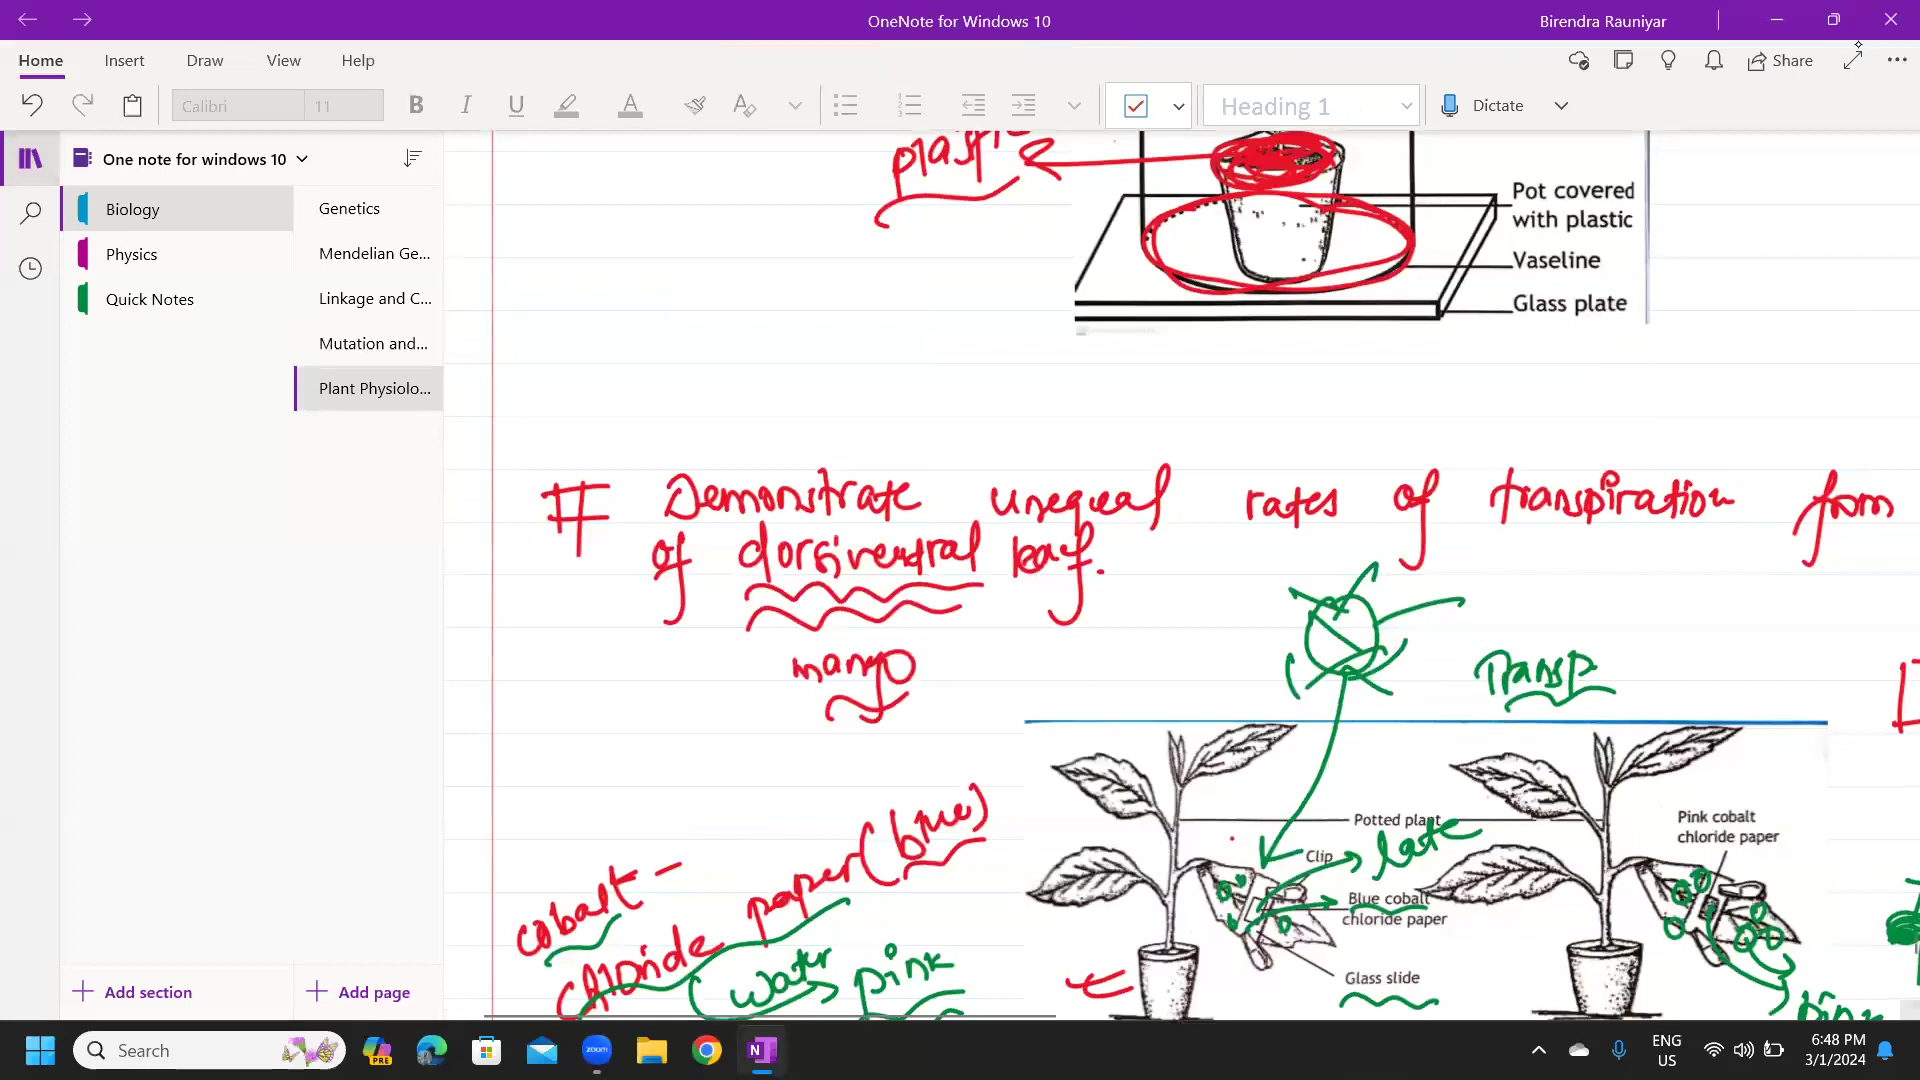 OneNote for Windows 10
Birendra Rauniyar
Home
Insert
Draw
View
Help
Share
Calibri
11
B
I
U
A
Heading 1
Dictate
One note for windows 10
Biology
Physics
Quick Notes
Genetics
Mendelian Ge...
Linkage and C...
Mutation and...
Plant Physiolo...
Add section
Add page
Pot covered
with plastic
Vaseline
Glass plate
# Demonstrate unequal rates of transpiration form
of dorsiventral leaf.
mango
Transp
cobalt -
chloride paper (blue)
water
pink
Potted plant
Clip
late
Blue cobalt
chloride paper
Glass slide
Pink cobalt
chloride paper
pink
Search
PRE
zoom
N
ENG
US
6:48 PM
3/1/2024